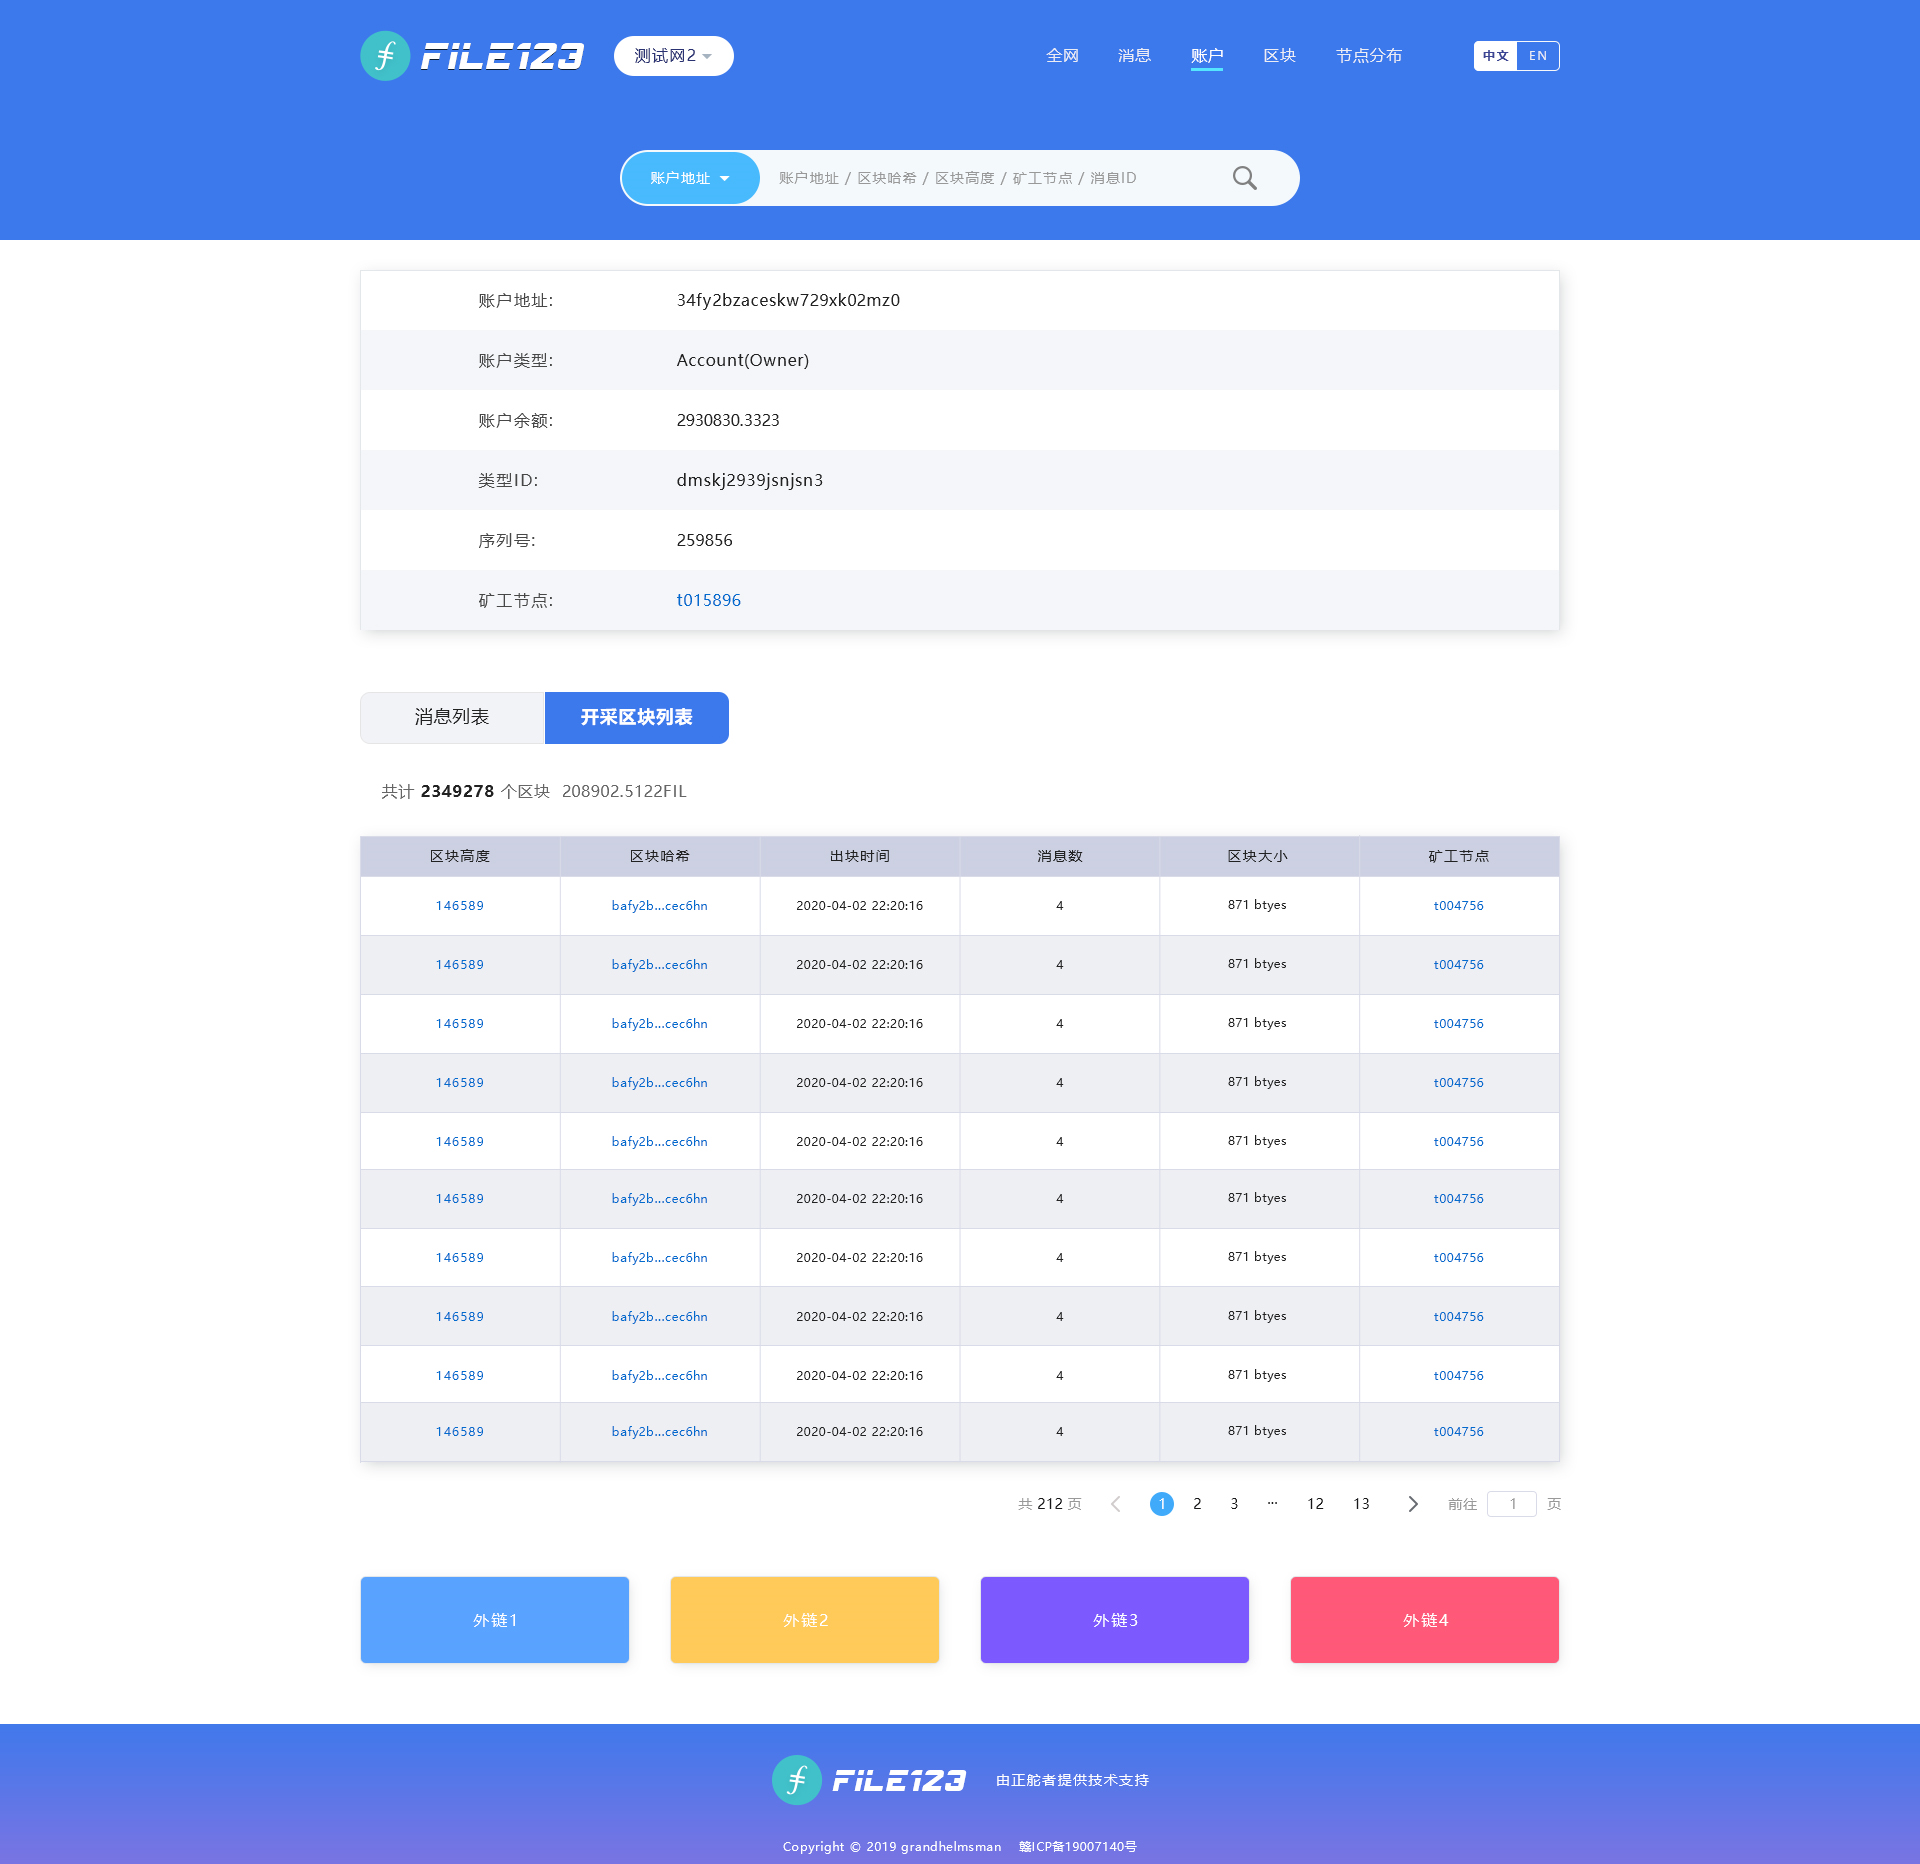 FILE123 测试网2 全网 消息 账户 区块 节点分布 中文 EN
账户地址 账户地址 / 区块哈希 / 区块高度 / 矿工节点 / 消息ID
账户地址: 34fy2bzaceskw729xk02mz0
账户类型: Account(Owner)
账户余额: 2930830.3323
类型ID: dmskj2939jsnjsn3
序列号: 259856
矿工节点: t015896
消息列表 开采区块列表
共计 2349278 个区块 208902.5122FIL
区块高度 区块哈希 出块时间 消息数 区块大小 矿工节点
146589 bafy2b...cec6hn 2020-04-02 22:20:16 4 871 btyes t004756
146589 bafy2b...cec6hn 2020-04-02 22:20:16 4 871 btyes t004756
146589 bafy2b...cec6hn 2020-04-02 22:20:16 4 871 btyes t004756
146589 bafy2b...cec6hn 2020-04-02 22:20:16 4 871 btyes t004756
146589 bafy2b...cec6hn 2020-04-02 22:20:16 4 871 btyes t004756
146589 bafy2b...cec6hn 2020-04-02 22:20:16 4 871 btyes t004756
146589 bafy2b...cec6hn 2020-04-02 22:20:16 4 871 btyes t004756
146589 bafy2b...cec6hn 2020-04-02 22:20:16 4 871 btyes t004756
146589 bafy2b...cec6hn 2020-04-02 22:20:16 4 871 btyes t004756
146589 bafy2b...cec6hn 2020-04-02 22:20:16 4 871 btyes t004756
共 212 页 1 2 3 ··· 12 13 前往 1 页
外链1 外链2 外链3 外链4
FILE123 由正舵者提供技术支持
Copyright © 2019 grandhelmsman 赣ICP备19007140号